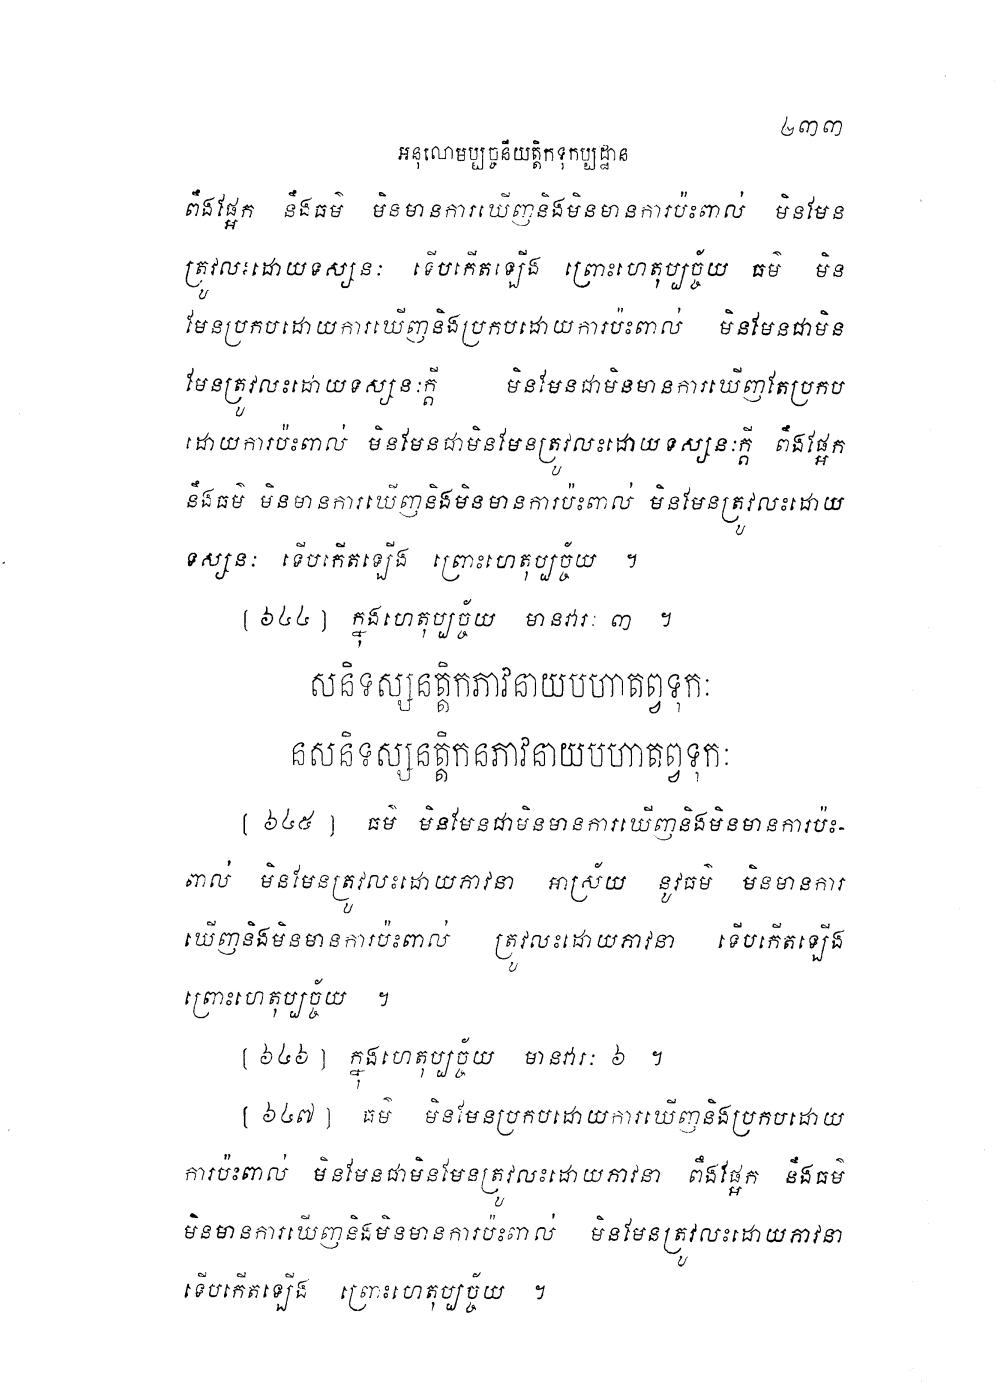 ៤៣៣
អនុលោមប្បច្ចនីយត្តិកទុកប្បដ្ឋាន
ពឹងផ្អែក នឹងធម៌ មិនមានការឃើញនិងមិនមានការប៉ះពាល់ មិនមែន
ត្រូវលះដោយទស្សនៈ ទើបកើតឡើង ព្រោះហេតុប្បច្ច័យ ធម៌ មិន
មែនប្រកបដោយការឃើញនិងប្រកបដោយការប៉ះពាល់ មិនមែនជាមិន
មែនត្រូវលះដោយទស្សនៈក្តី មិនមែនជាមិនមានការឃើញតែប្រកប
ដោយការប៉ះពាល់ មិនមែនជាមិនមែនត្រូវលះដោយទស្សនៈក្តី ពឹងផ្អែក
នឹងធម៌ មិនមានការឃើញនិងមិនមានការប៉ះពាល់ មិនមែនត្រូវលះដោយ
ទស្សនៈ ទើបកើតឡើង ព្រោះហេតុប្បច្ច័យ ។
[ ៦៤៤ ] ក្នុងហេតុប្បច្ច័យ មានវារៈ ៣ ។
សនិទស្សនត្តិកភាវនាយបហាតព្វទុកៈ
នសនិទស្សនត្តិកនភាវនាយបហាតព្វទុកៈ
[ ៦៤៥ ] ធម៌ មិនមែនជាមិនមានការឃើញនិងមិនមានការប៉ះ-
ពាល់ មិនមែនត្រូវលះដោយភាវនា អាស្រ័យ នូវធម៌ មិនមានការ
ឃើញនិងមិនមានការប៉ះពាល់ ត្រូវលះដោយភាវនា ទើបកើតឡើង
ព្រោះហេតុប្បច្ច័យ ។
[ ៦៤៦ ] ក្នុងហេតុប្បច្ច័យ មានវារៈ ៦ ។
[ ៦៤៧ ] ធម៌ មិនមែនប្រកបដោយការឃើញនិងប្រកបដោយ
ការប៉ះពាល់ មិនមែនជាមិនមែនត្រូវលះដោយភាវនា ពឹងផ្អែក នឹងធម៌
មិនមានការឃើញនិងមិនមានការប៉ះពាល់ មិនមែនត្រូវលះដោយភាវនា
ទើបកើតឡើង ព្រោះហេតុប្បច្ច័យ ។